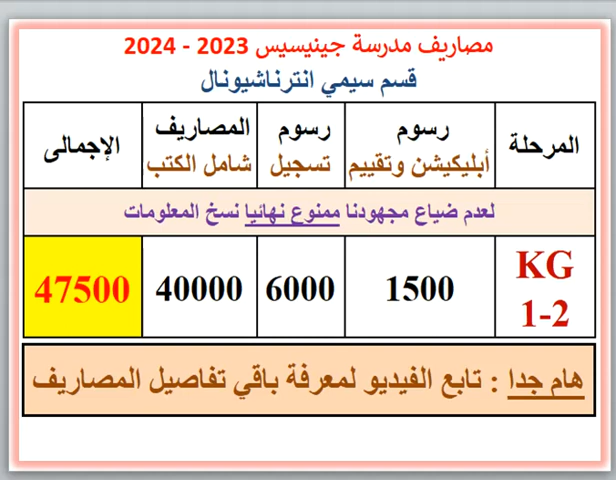 مصاريف مدرسة جينيسيس 2023 - 2024
قسم سيمي انترناشيونال
المرحلة
رسوم
أبليكيشن وتقييم
رسوم
تسجيل
المصاريف
شامل الكتب
الإجمالى
لعدم ضياع مجهودنا ممنوع نهائيا نسخ المعلومات
KG
1-2
1500
6000
40000
47500
هام جدا : تابع الفيديو لمعرفة باقي تفاصيل المصاريف